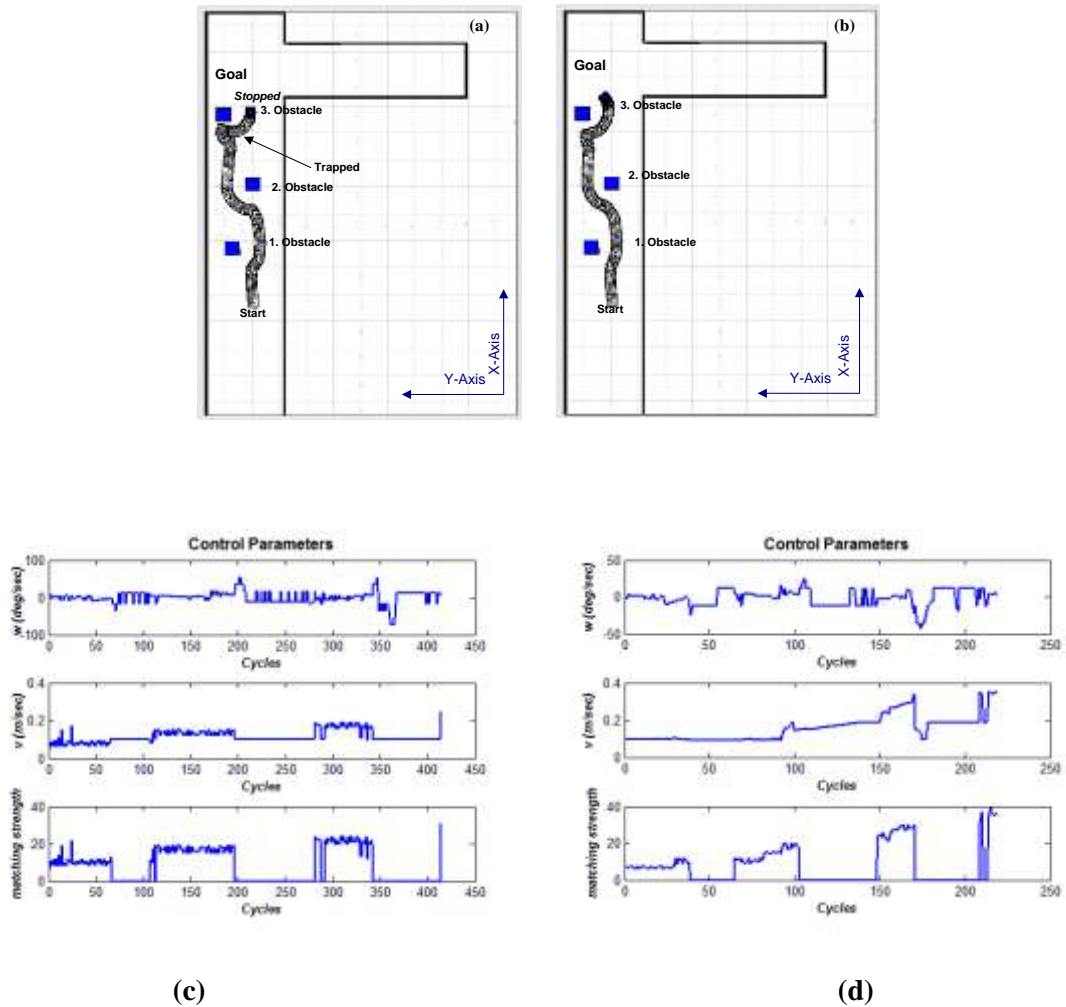 (a)
Goal
Stopped
3. Obstacle
Trapped
2. Obstacle
1. Obstacle
Start
X-Axis
Y-Axis
(b)
Goal
3. Obstacle
2. Obstacle
1. Obstacle
Start
X-Axis
Y-Axis
Control Parameters
w (deg/sec)
100
0
-100
0 50 100 150 200 250 300 350 400 450
Cycles
v (m/sec)
0.4
0.2
0
0 50 100 150 200 250 300 350 400 450
Cycles
matching strength
40
20
0
0 50 100 150 200 250 300 350 400 450
Cycles
Control Parameters
w (deg/sec)
50
0
-50
0 50 100 150 200 250
Cycles
v (m/sec)
0.4
0.2
0
0 50 100 150 200 250
Cycles
matching strength
40
20
0
0 50 100 150 200 250
Cycles
(c)
(d)